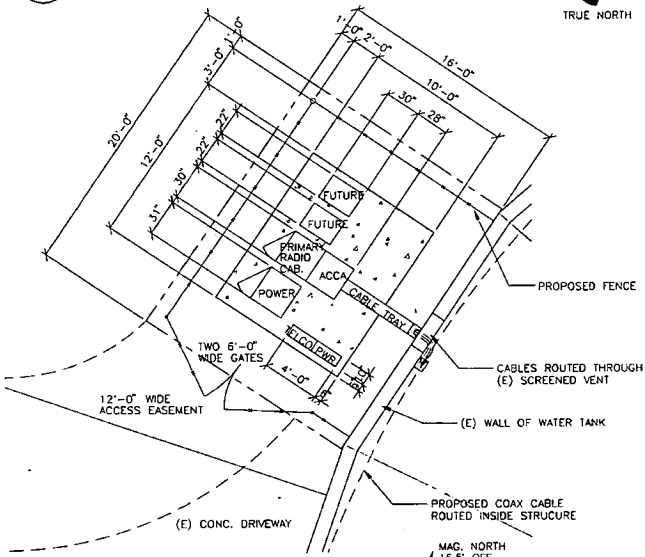 TRUE NORTH
1'-0"
2'-0"
16'-0"
10'-0"
30"
28"
1'-0"
3'-0"
20'-0"
12'-0"
22"
22"
30"
31"
FUTURE
FUTURE
PRIMARY
RADIO
CAB.
ACCA
POWER
CABLE TRAY
TELCO PWR
4'-0"
PROPOSED FENCE
TWO 6'-0"
WIDE GATES
CABLES ROUTED THROUGH
(E) SCREENED VENT
12'-0" WIDE
ACCESS EASEMENT
(E) WALL OF WATER TANK
PROPOSED COAX CABLE
ROUTED INSIDE STRUCURE
(E) CONC. DRIVEWAY
MAG. NORTH